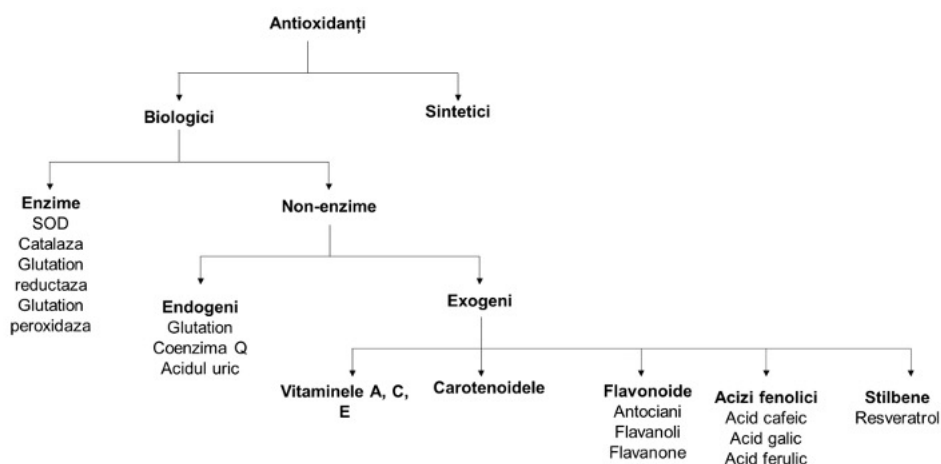 Antioxidanți
Biologici
Sintetici
Enzime
SOD
Catalaza
Glutation
reductaza
Glutation
peroxidaza
Non-enzime
Endogeni
Glutation
Coenzima Q
Acidul uric
Exogeni
Vitaminele A, C,
E
Carotenoidele
Flavonoide
Antociani
Flavanoli
Flavanone
Acizi fenolici
Acid cafeic
Acid galic
Acid ferulic
Stilbene
Resveratrol